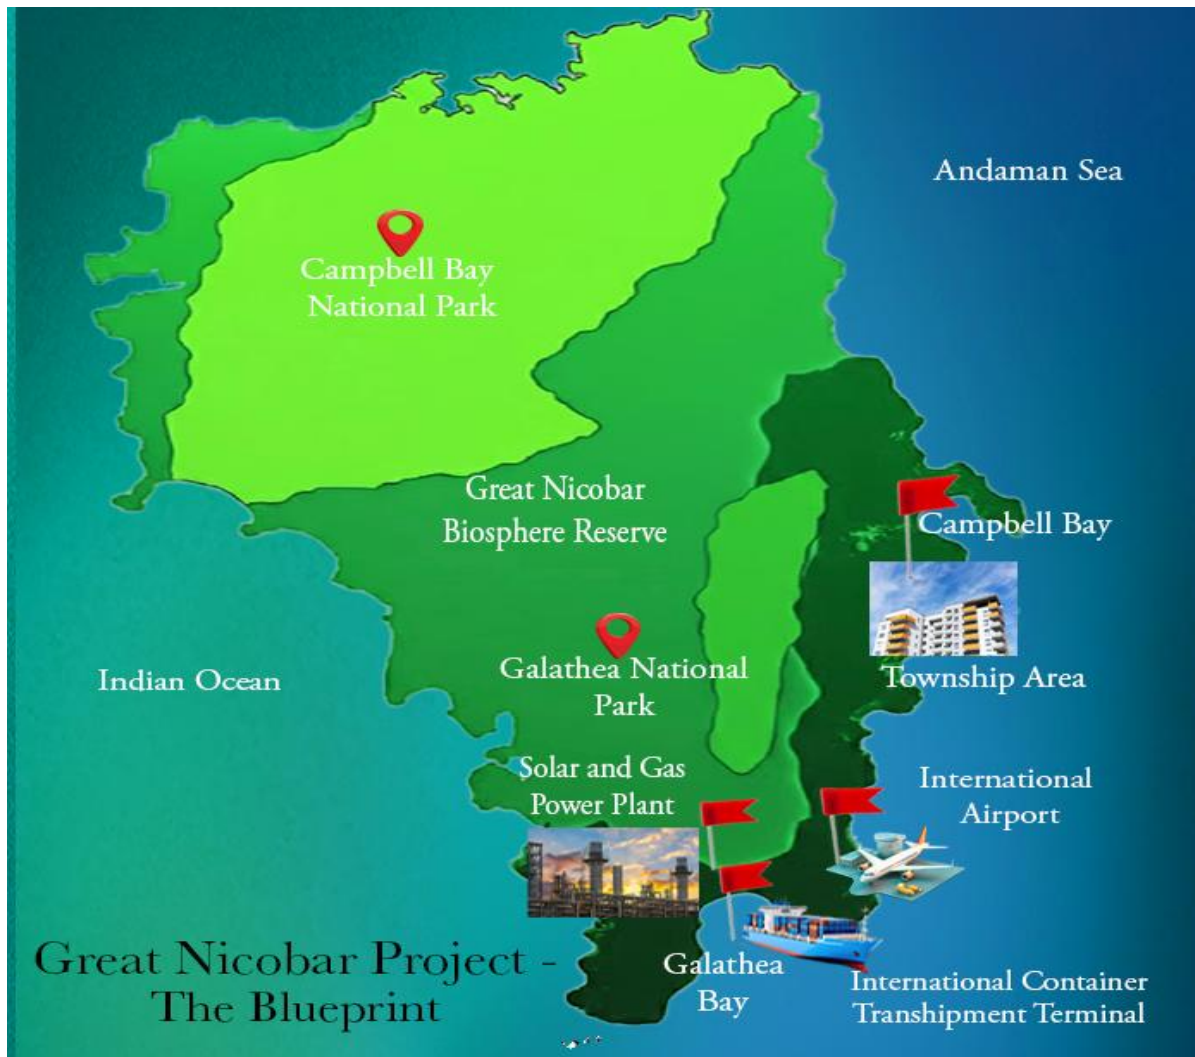 Andaman Sea
Campbell Bay
National Park
Great Nicobar
Biosphere Reserve
Campbell Bay
Indian Ocean
Galathea National
Park
Township Area
Solar and Gas
Power Plant
International
Airport
Great Nicobar Project -
The Blueprint
Galathea
Bay
International Container
Transhipment Terminal